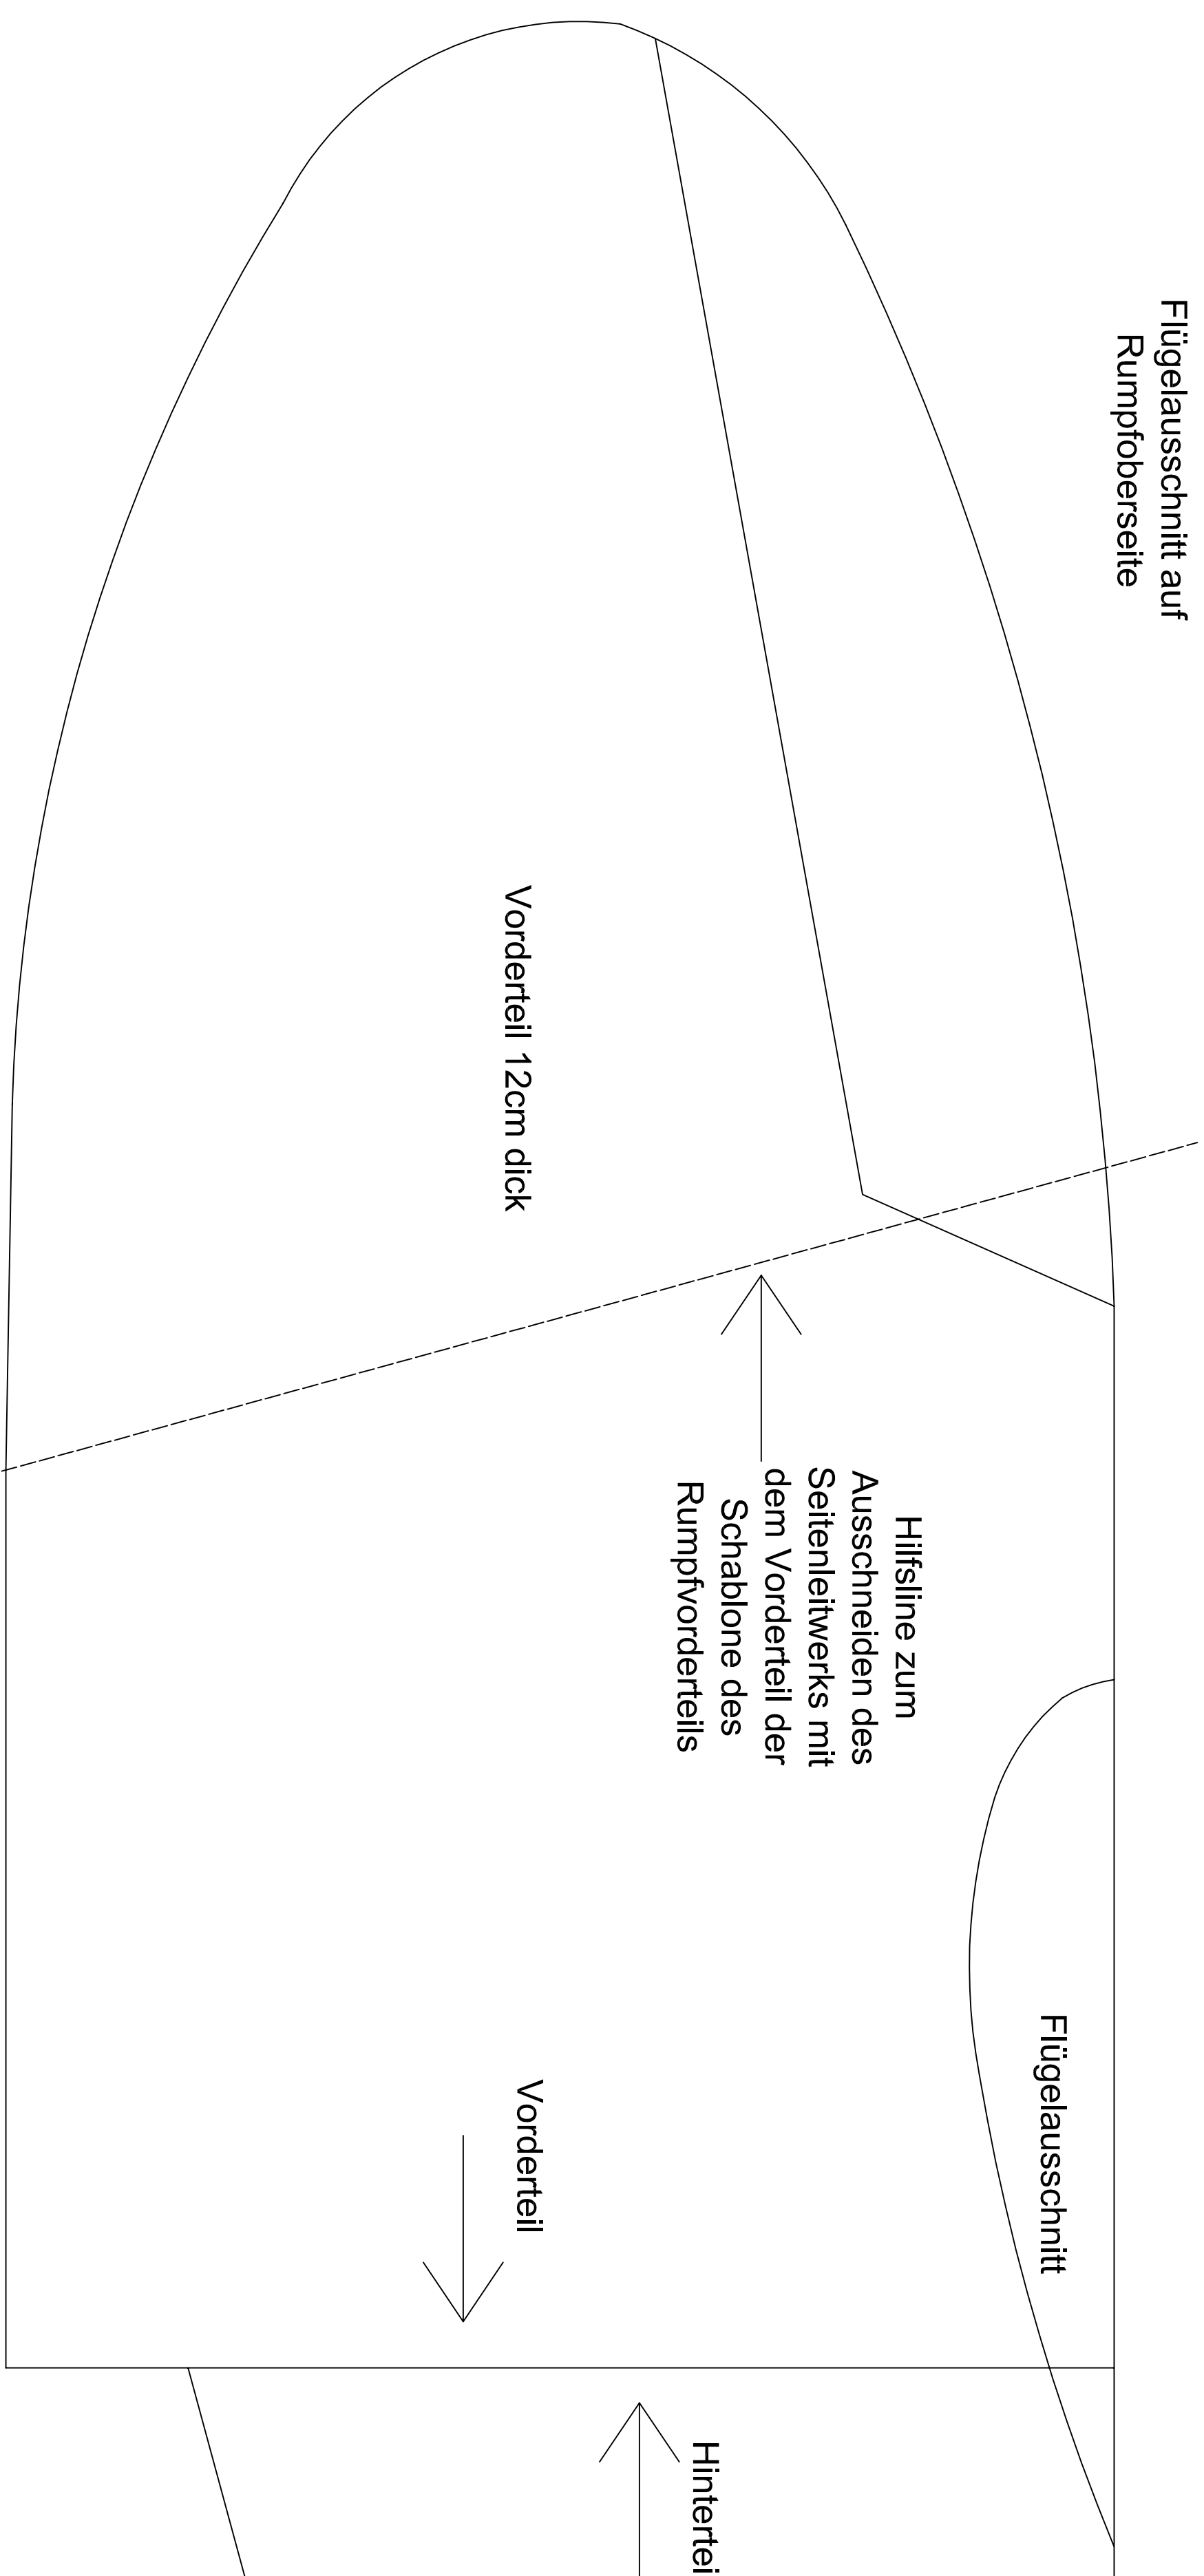 Flügelausschnitt auf
Rumpfoberseite
Vorderteil 12cm dick
Hilfsline zum
Ausschneiden des
Seitenleitwerks mit
dem Vorderteil der
Schablone des
Rumpfvorderteils
Flügelausschnitt
Vorderteil
Hintertei